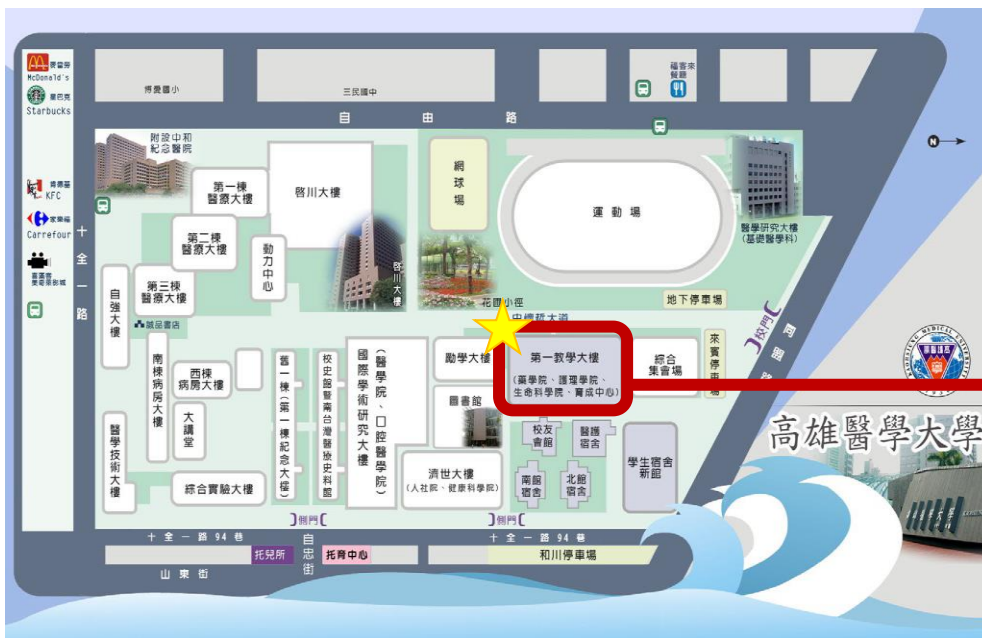 麥當勞
McDonald's
星巴克
Starbucks
肯德基
KFC
家樂福
Carrefour
博愛國小
三民國中
福客來
餐廳
自由路
N
附設中和
紀念醫院
第一棟
醫療大樓
啓川大樓
網球場
運動場
醫學研究大樓
(基礎醫學科)
第二棟
醫療大樓
動力中心
啓川大樓
十全一路
自強大樓
第三棟
醫療大樓
誠品書店
花園小徑
地下停車場
校門
同盟路
南棟病房大樓
西棟
病房大樓
大講堂
舊一棟(第一棟紀念大樓)
校史館暨南台灣醫療史料館
國際學術研究大樓
(醫學院、口腔醫學院)
勵學大樓
第一教學大樓
(藥學院、護理學院、
生命科學院、育成中心)
綜合
集會場
來賓停車場
圖書館
校友
會館
醫護
宿舍
高雄醫學大學
醫學技術大樓
綜合實驗大樓
濟世大樓
(人社院、健康科學院)
南館
宿舍
北館
宿舍
學生宿舍
新館
側門
側門
十全一路94巷
自忠街
十全一路94巷
托兒所
托育中心
和川停車場
山東街